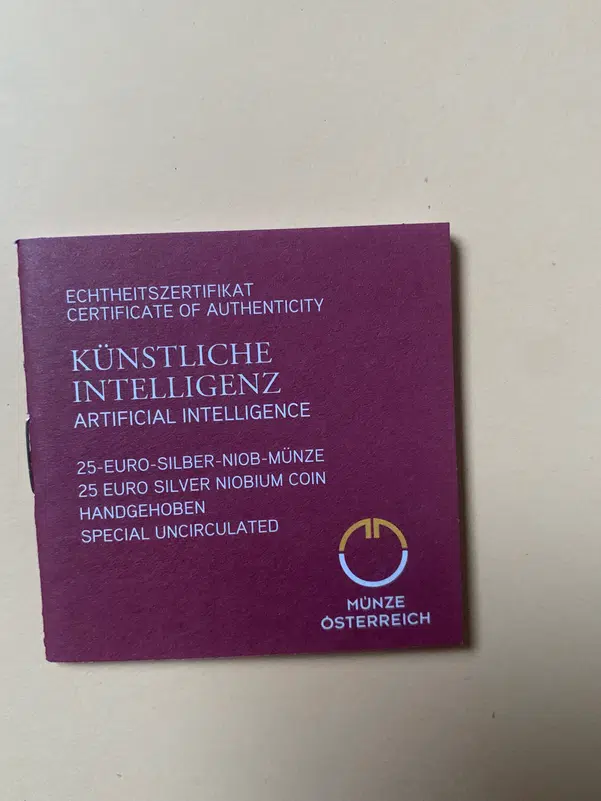 ECHTHEITSZERTIFIKAT
CERTIFICATE OF AUTHENTICITY
KÜNSTLICHE
INTELLIGENZ
ARTIFICIAL INTELLIGENCE
25-EURO-SILBER-NIOB-MÜNZE
25 EURO SILVER NIOBIUM COIN
HANDGEHOBEN
SPECIAL UNCIRCULATED
MÜNZE
ÖSTERREICH